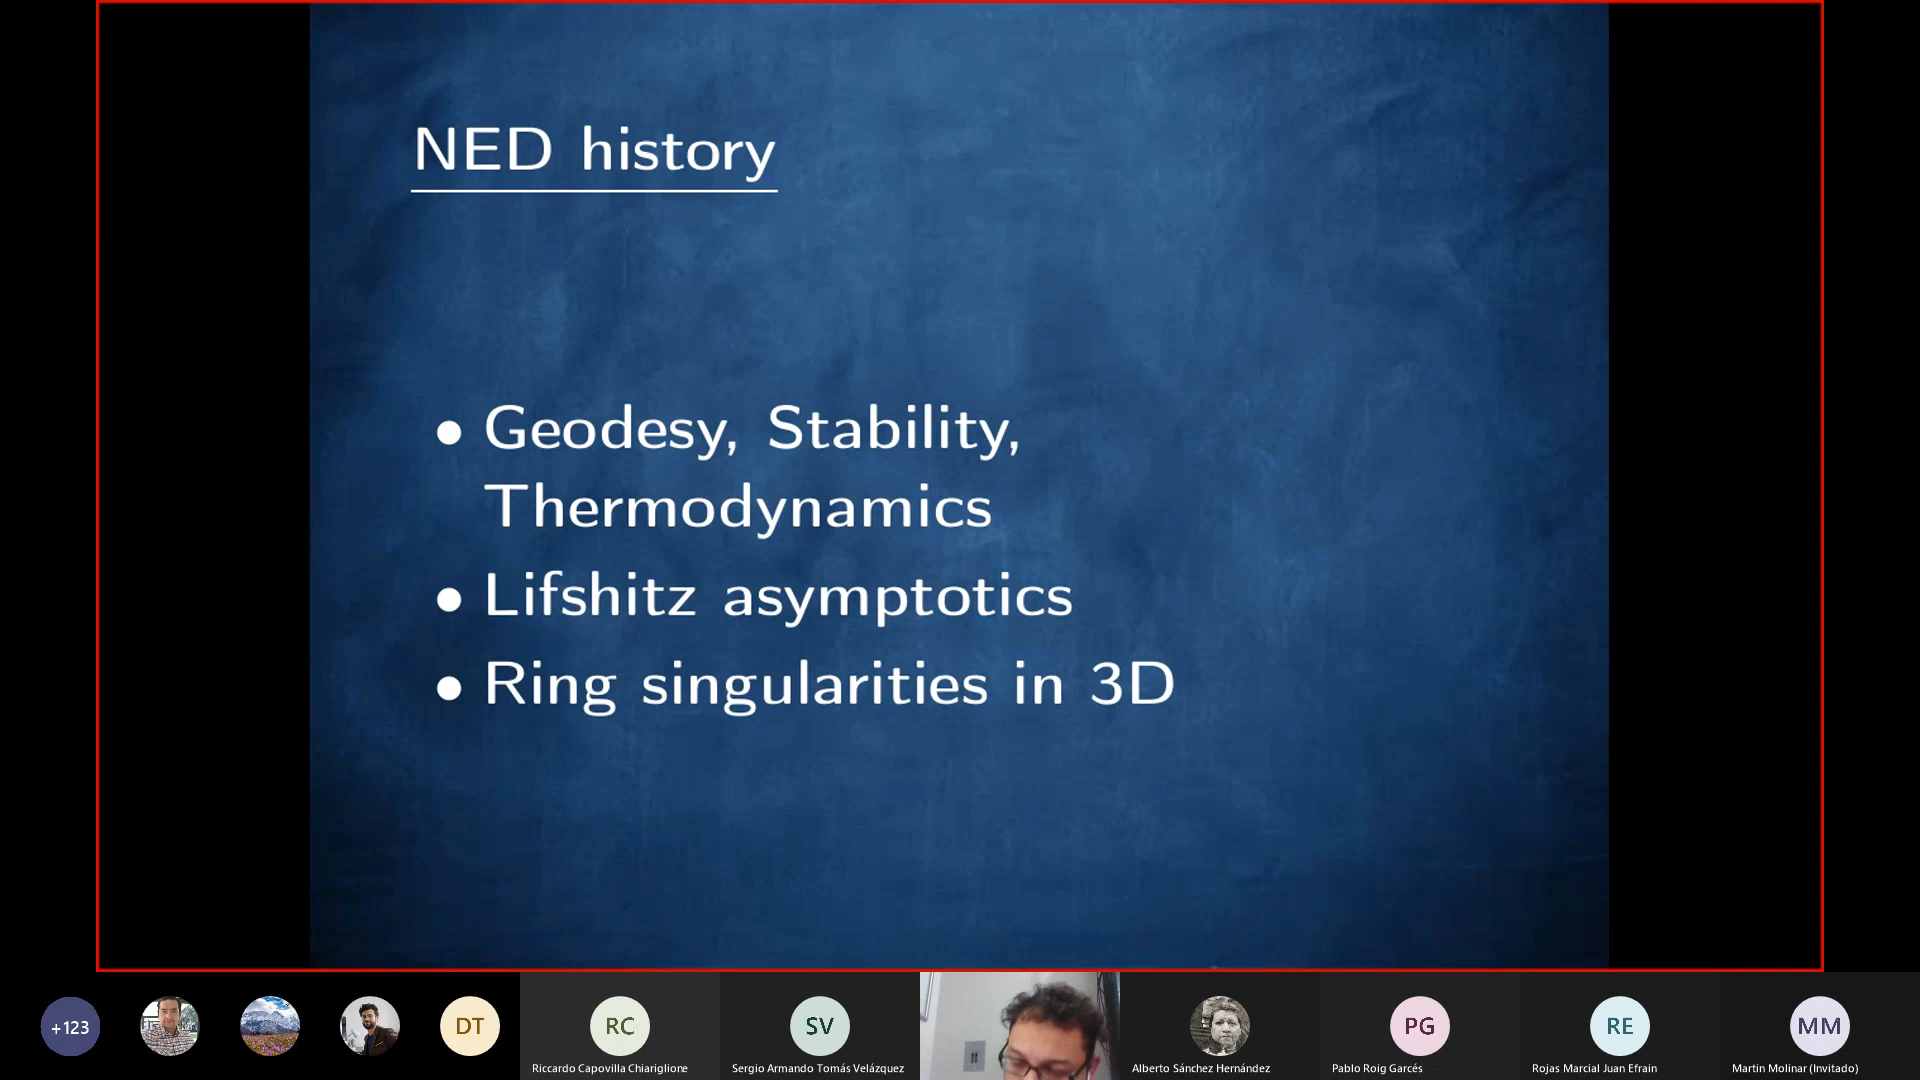 NED history
• Geodesy, Stability,
Thermodynamics
• Lifshitz asymptotics
• Ring singularities in 3D
+123
DT
RC
SV
PG
RE
MM
Riccardo Capovilla Chiariglione
Sergio Armando Tomás Velázquez
Alberto Sánchez Hernández
Pablo Roig Garcés
Rojas Marcial Juan Efrain
Martin Molinar (Invitado)